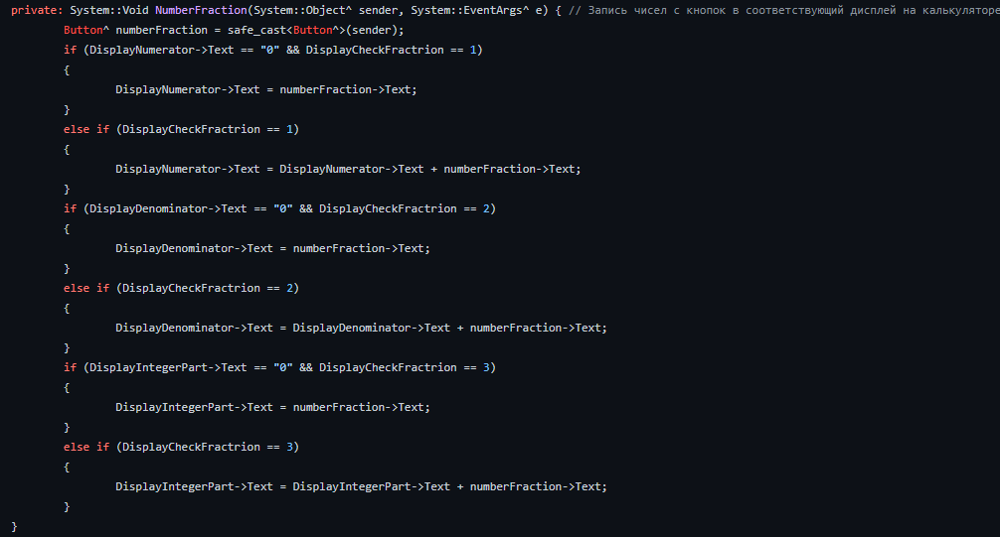 private: System::Void NumberFraction(System::Object^ sender, System::EventArgs^ e) { // Запись чисел с кнопок в соответствующий дисплей на калькуляторе
Button^ numberFraction = safe_cast<Button^>(sender);
if (DisplayNumerator->Text == "0" && DisplayCheckFractrion == 1)
{
DisplayNumerator->Text = numberFraction->Text;
}
else if (DisplayCheckFractrion == 1)
{
DisplayNumerator->Text = DisplayNumerator->Text + numberFraction->Text;
}
if (DisplayDenominator->Text == "0" && DisplayCheckFractrion == 2)
{
DisplayDenominator->Text = numberFraction->Text;
}
else if (DisplayCheckFractrion == 2)
{
DisplayDenominator->Text = DisplayDenominator->Text + numberFraction->Text;
}
if (DisplayIntegerPart->Text == "0" && DisplayCheckFractrion == 3)
{
DisplayIntegerPart->Text = numberFraction->Text;
}
else if (DisplayCheckFractrion == 3)
{
DisplayIntegerPart->Text = DisplayIntegerPart->Text + numberFraction->Text;
}
}